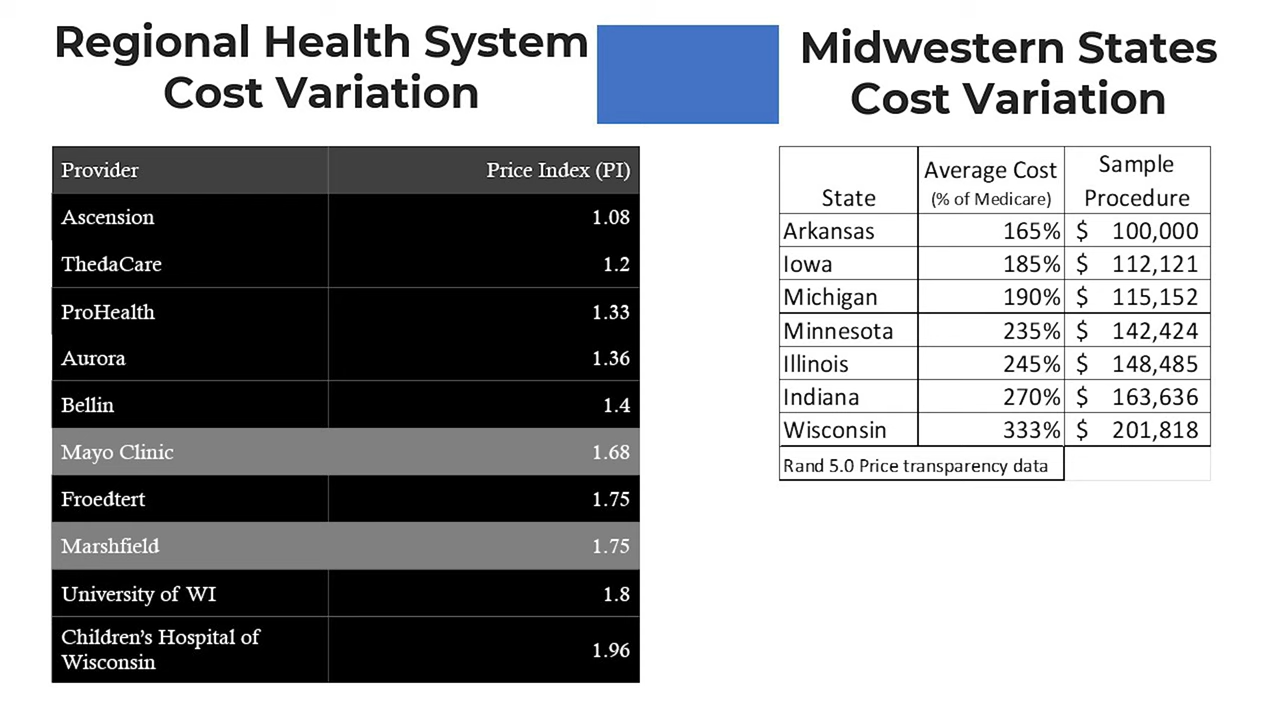 Regional Health System
Cost Variation
Midwestern States
Cost Variation
Provider Price Index (PI)
Ascension 1.08
ThedaCare 1.2
ProHealth 1.33
Aurora 1.36
Bellin 1.4
Mayo Clinic 1.68
Froedtert 1.75
Marshfield 1.75
University of WI 1.8
Children’s Hospital of
Wisconsin 1.96
State Average Cost (% of Medicare) Sample Procedure
Arkansas 165% $ 100,000
Iowa 185% $ 112,121
Michigan 190% $ 115,152
Minnesota 235% $ 142,424
Illinois 245% $ 148,485
Indiana 270% $ 163,636
Wisconsin 333% $ 201,818
Rand 5.0 Price transparency data